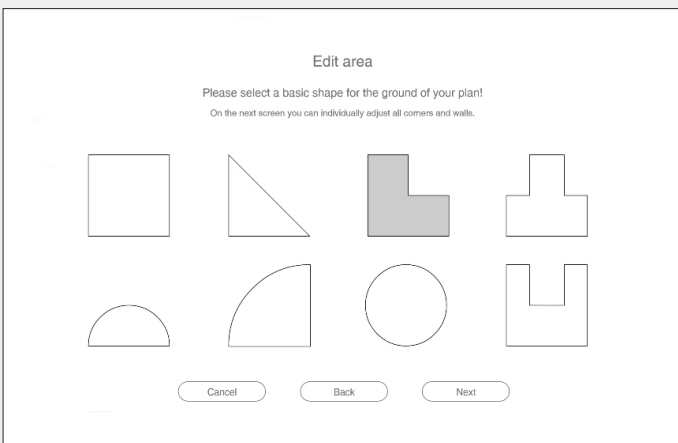 Edit area
Please select a basic shape for the ground of your plan!
On the next screen you can individually adjust all corners and walls.
Cancel
Back
Next